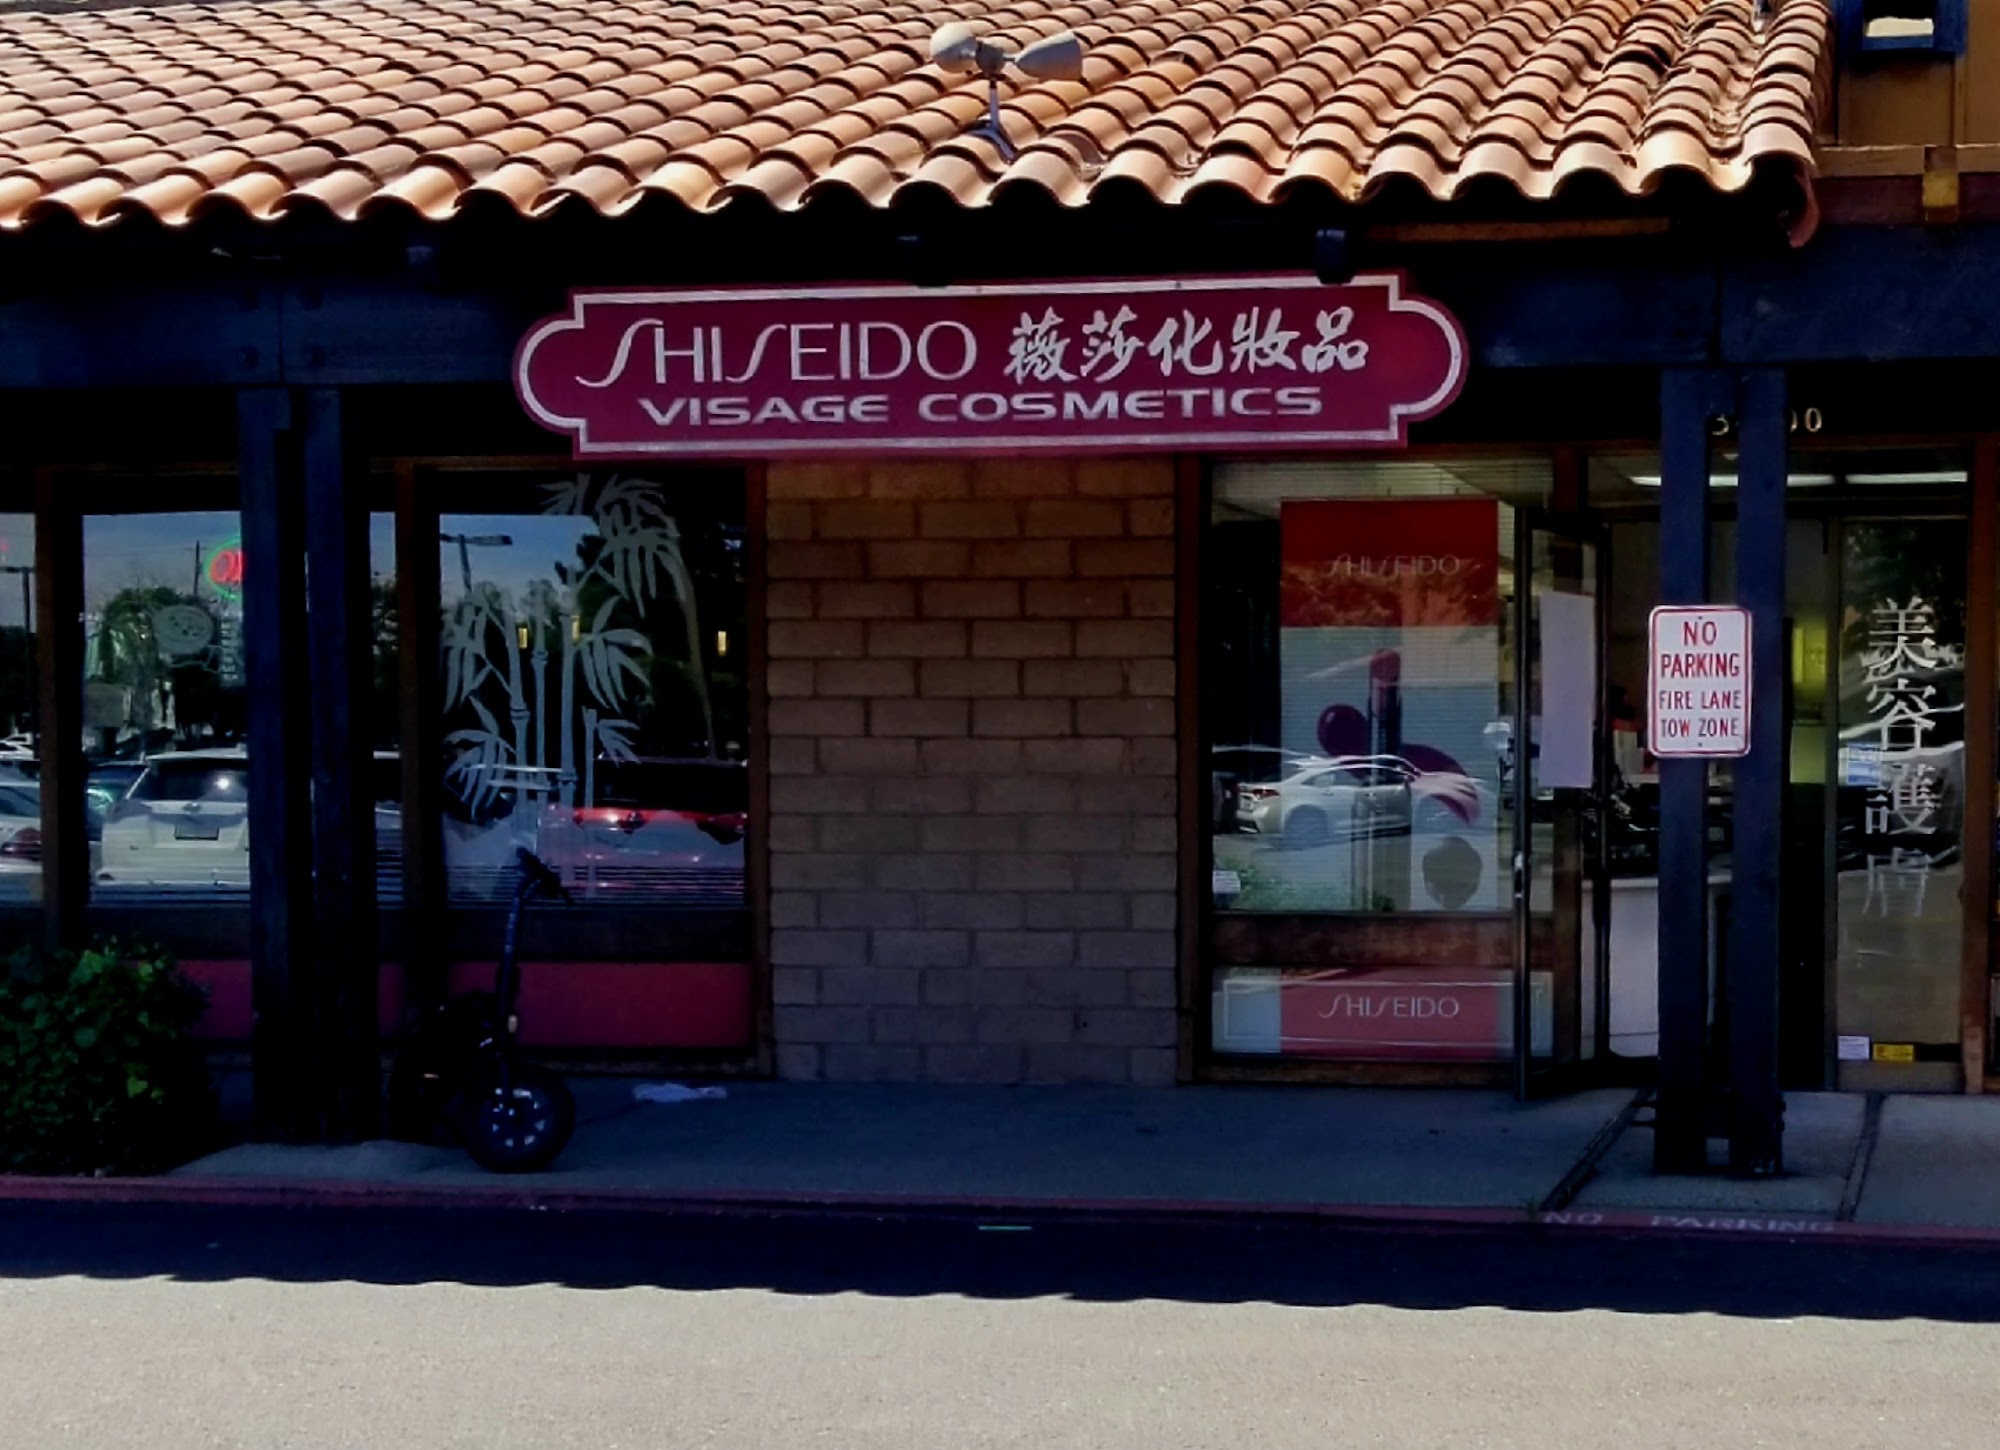 SHISEIDO 薇莎化妝品
VISAGE COSMETICS
SHISEIDO
NO
PARKING
FIRE LANE
TOW ZONE
美容護膚
SHISEIDO
NO PARKING